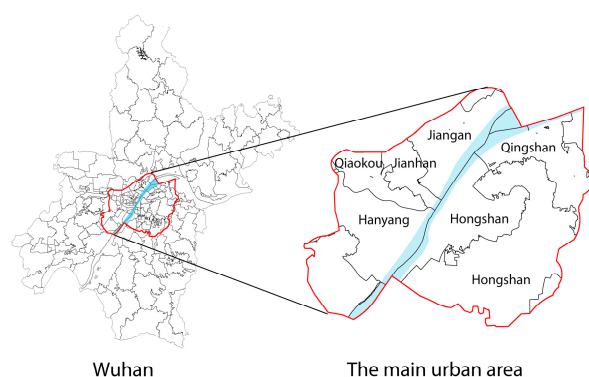 Jiangan
Qingshan
Qiaokou
Jianhan
Hanyang
Hongshan
Hongshan
Wuhan
The main urban area